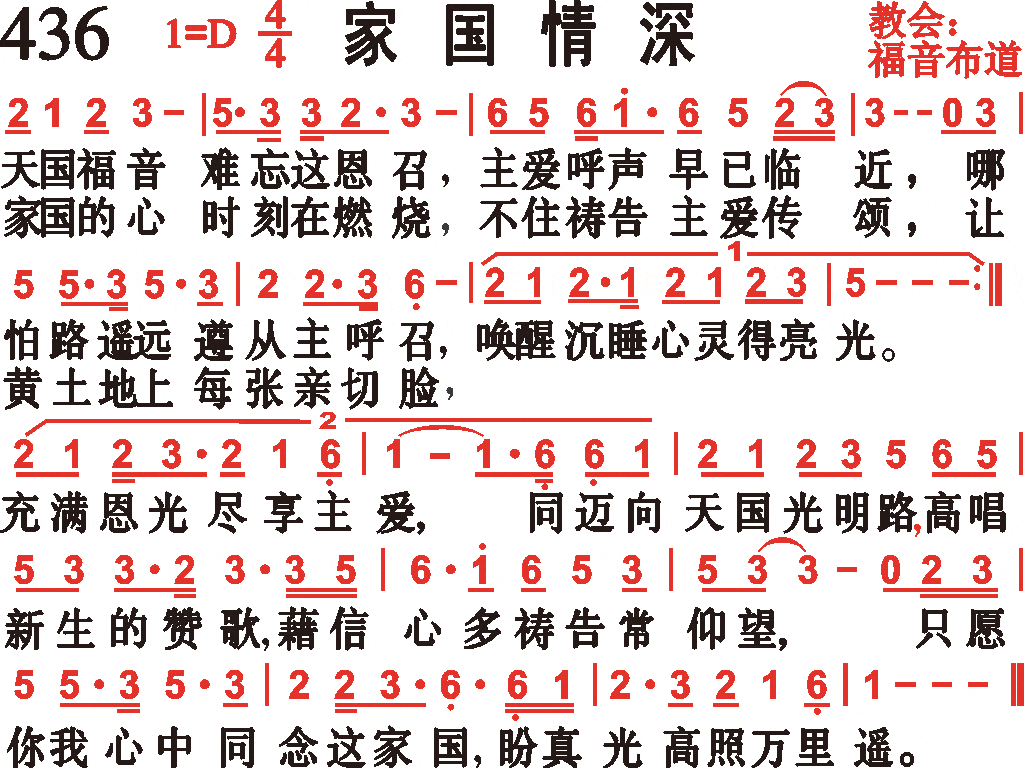 436 1=D 4/4 家国情深 教会：
福音布道
2 1 2 3 - | 5· 3 3 2· 3 - | 6 5 6 i· 6 5 2 3 | 3 - - 0 3 |
天国福音 难忘这恩召，主爱呼声早已临近，哪
家国的心 时刻在燃烧，不住祷告主爱传颂，让
5 5·3 5·3 | 2 2·3 6 - | 1 2 1 2·1 2 1 2 3 | 5 - - - :‖
怕路遥远遵从主呼召，唤醒沉睡心灵得亮光。
黄土地上每张亲切脸，
2
2 1 2 3·2 1 6 | 1 - 1·6 6 1 | 2 1 2 3 5 6 5 |
充满恩光尽享主爱, 同迈向天国光明路,高唱
5 3 3·2 3·3 5 | 6·i 6 5 3 | 5 3 3 - 0 2 3 |
新生的赞歌,藉信心多祷告常仰望, 只愿
5 5·3 5·3 | 2 2 3·6·6 1 | 2·3 2 2 1 6 | 1 - - - ‖
你我心中同念这家国,盼真光高照万里遥。